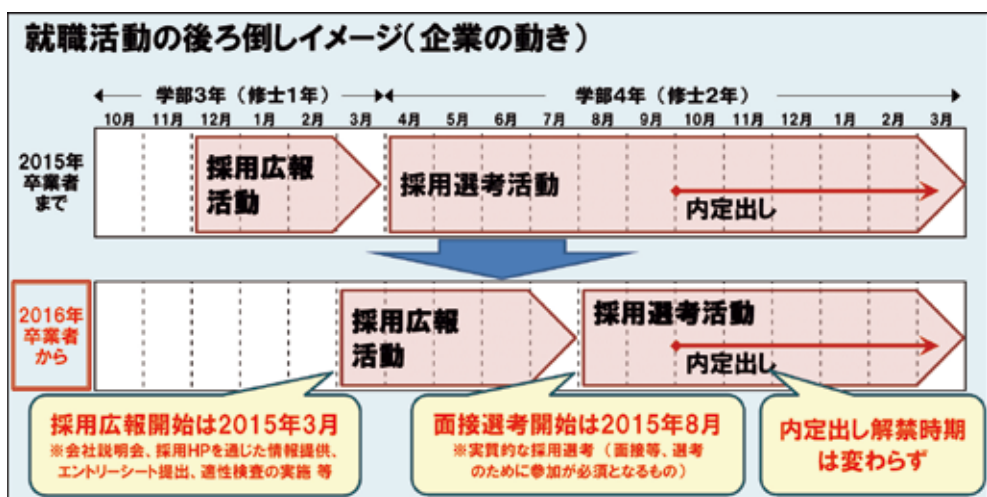 就職活動の後ろ倒しイメージ(企業の動き)
学部3年(修士1年)
学部4年(修士2年)
10月 11月 12月 1月 2月 3月 4月 5月 6月 7月 8月 9月 10月 11月 12月 1月 2月 3月
2015年
卒業者
まで
採用広報
活動
採用選考活動
内定出し
2016年
卒業者
から
採用広報
活動
採用選考活動
内定出し
採用広報開始は2015年3月
※会社説明会、採用HPを通じた情報提供、
エントリーシート提出、適性検査の実施 等
面接選考開始は2015年8月
※実質的な採用選考(面接等、選考
のために参加が必須となるもの)
内定出し解禁時期
は変わらず